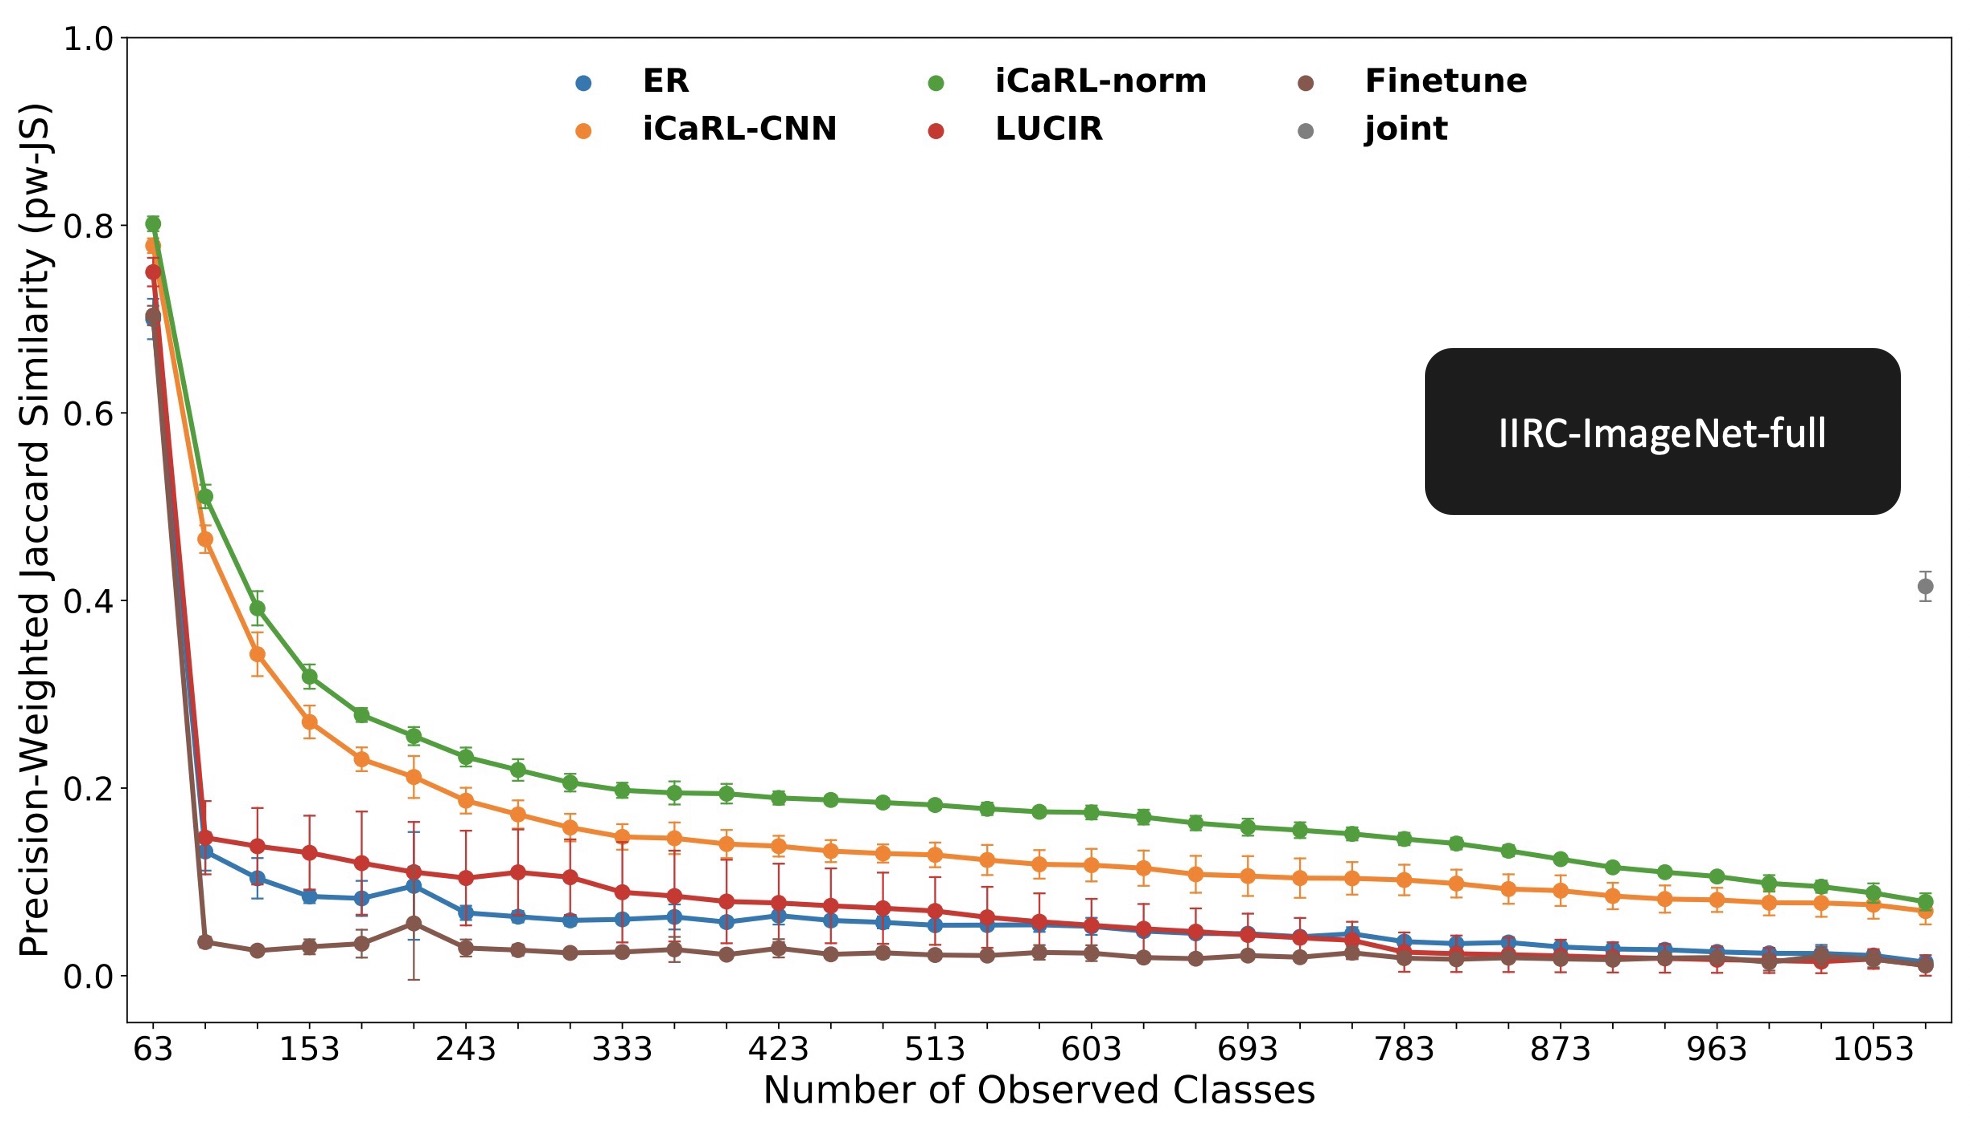 Precision-Weighted Jaccard Similarity (pw-JS)
1.0
0.8
0.6
0.4
0.2
0.0
ER
iCaRL-CNN
iCaRL-norm
LUCIR
Finetune
joint
IIRC-ImageNet-full
63 153 243 333 423 513 603 693 783 873 963 1053
Number of Observed Classes